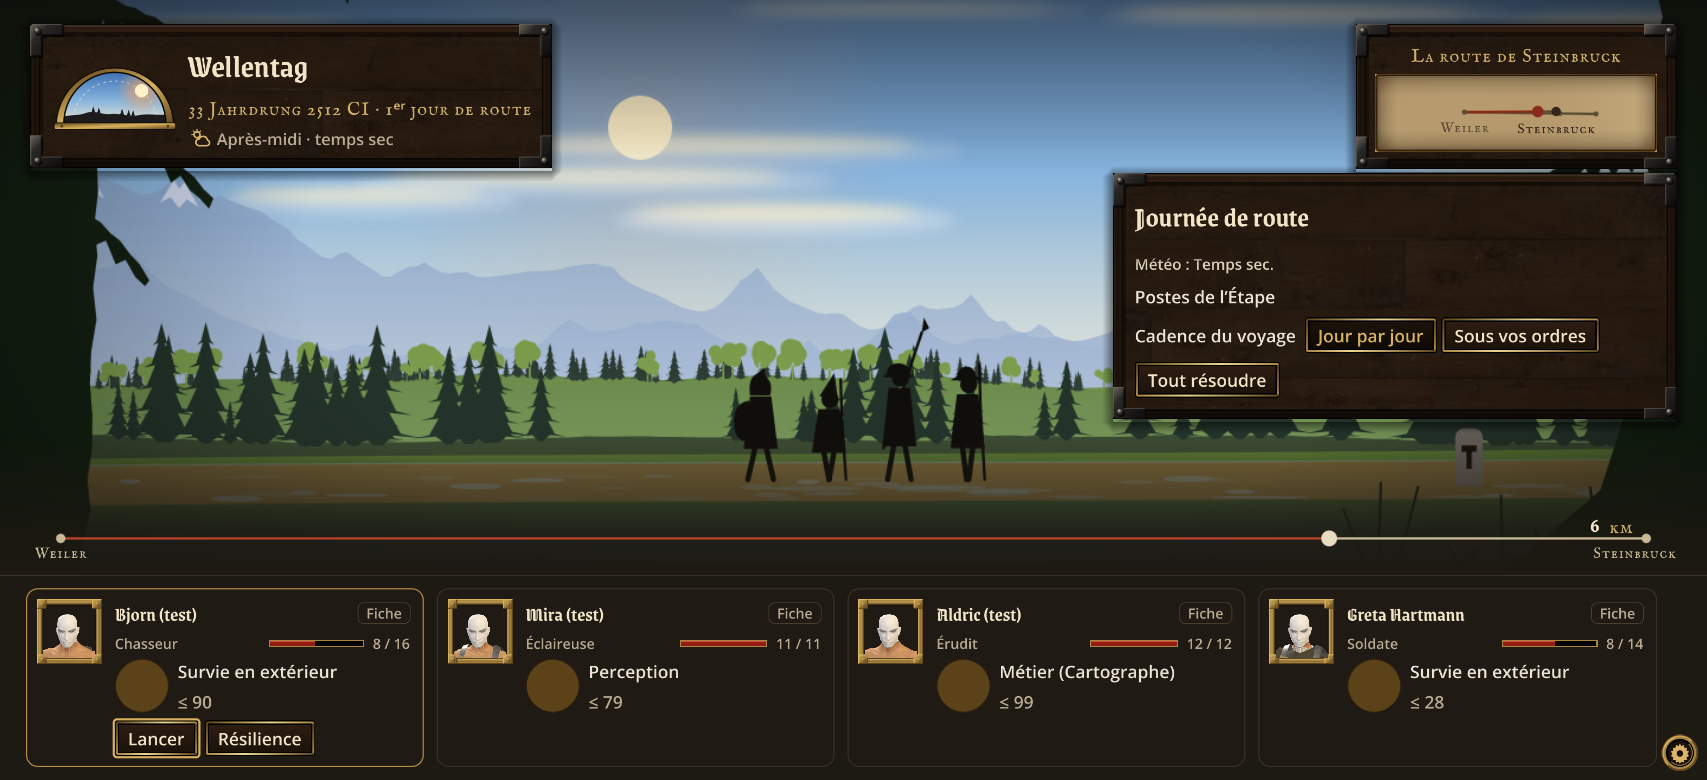 Wellentag
33 Jahrdrung 2512 CI · 1er jour de route
Après-midi · temps sec
La route de Steinbruck
Weiler Steinbruck
Journée de route
Météo : Temps sec.
Postes de l’Étape
Cadence du voyage Jour par jour Sous vos ordres
Tout résoudre
T
6 km
Weiler Steinbruck
Bjorn (test) Fiche
Chasseur 8 / 16
Survie en extérieur
≤ 90
Lancer Résilience
Mira (test) Fiche
Éclaireuse 11 / 11
Perception
≤ 79
Aldric (test) Fiche
Érudit 12 / 12
Métier (Cartographe)
≤ 99
Greta Hartmann Fiche
Soldate 8 / 14
Survie en extérieur
≤ 28